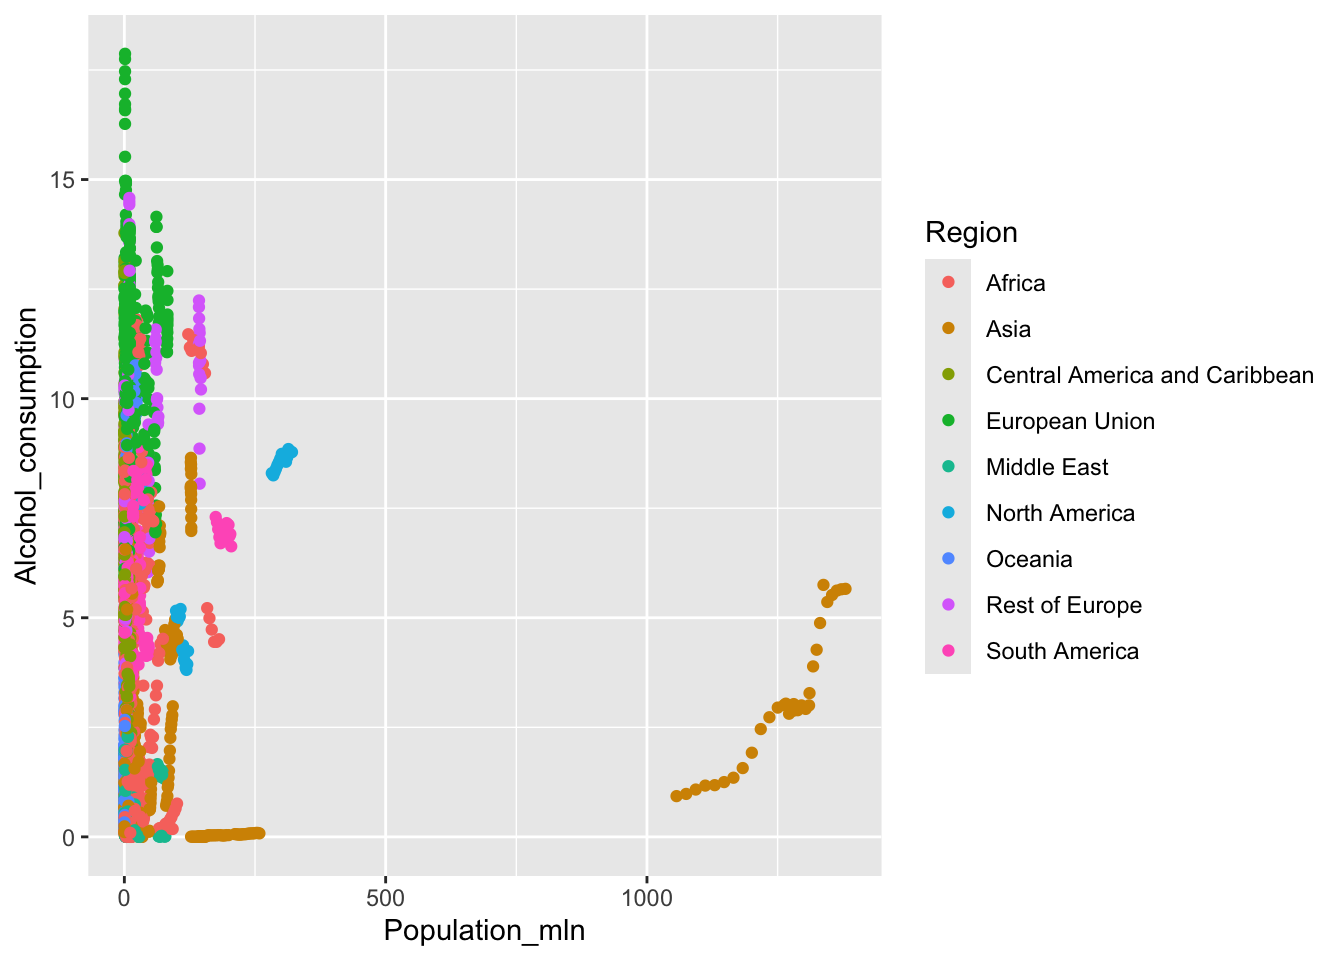 15
10
5
0
Alcohol_consumption
0
500
1000
Population_mln
Region
Africa
Asia
Central America and Caribbean
European Union
Middle East
North America
Oceania
Rest of Europe
South America